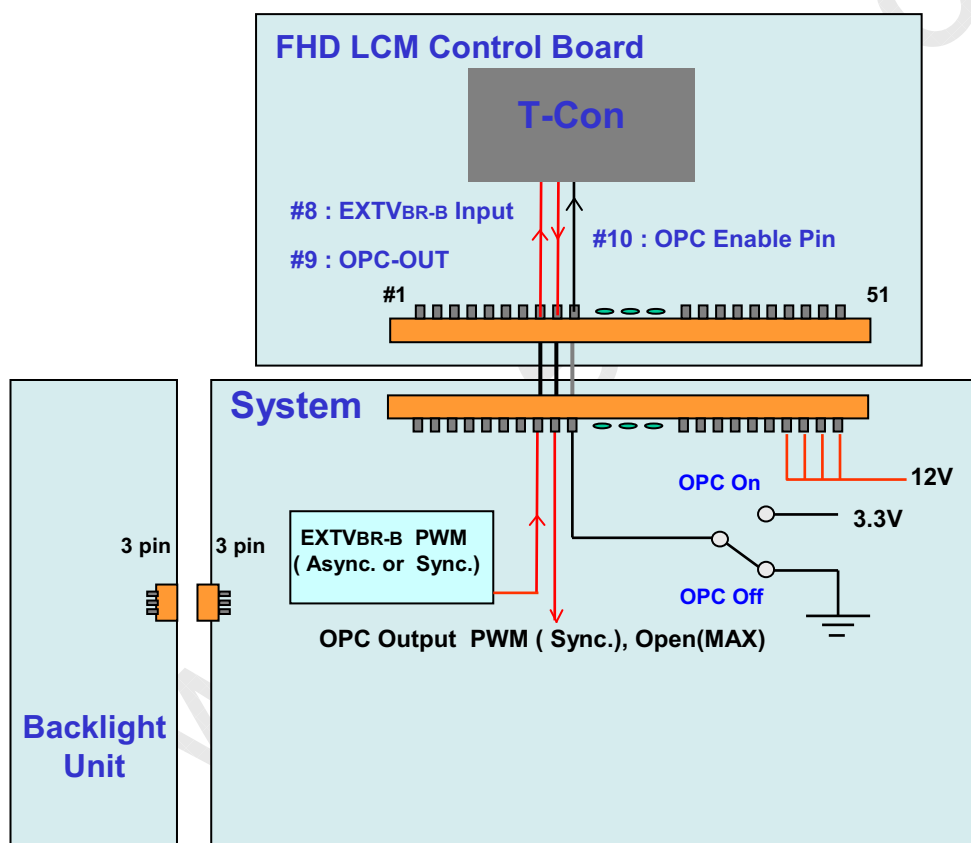 FHD LCM Control Board
T-Con
#8 : EXTVBR-B Input
#9 : OPC-OUT
#10 : OPC Enable Pin
#1
51
System
12V
OPC On
3.3V
EXTVBR-B PWM
( Async. or Sync.)
3 pin
3 pin
OPC Off
OPC Output PWM ( Sync.), Open(MAX)
Backlight
Unit